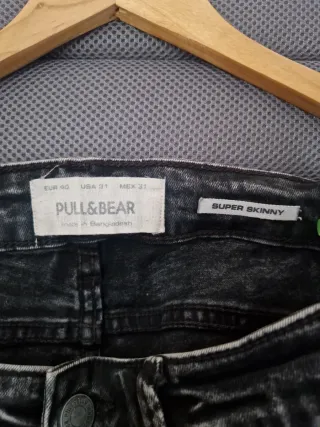 EUR 40 USA 31 MEX 31
PULL&BEAR
made in Bangladesh
SUPER SKINNY